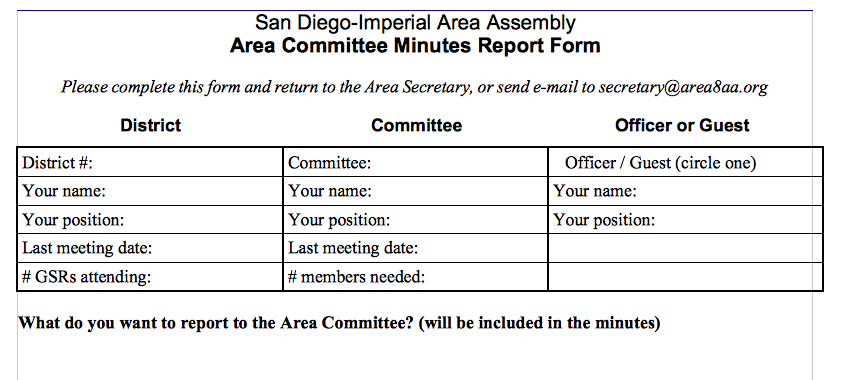 San Diego-Imperial Area Assembly
Area Committee Minutes Report Form
Please complete this form and return to the Area Secretary, or send e-mail to secretary@area8aa.org
District Committee Officer or Guest
District #: Committee: Officer / Guest (circle one)
Your name: Your name: Your name:
Your position: Your position: Your position:
Last meeting date: Last meeting date:
# GSRs attending: # members needed:
What do you want to report to the Area Committee? (will be included in the minutes)